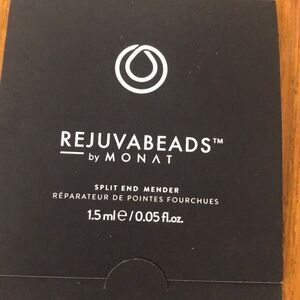 REJUVABEADS™
by MONAT
SPLIT END MENDER
RÉPARATEUR DE POINTES FOURCHUES
1.5 ml ℮ / 0.05 fl.oz.